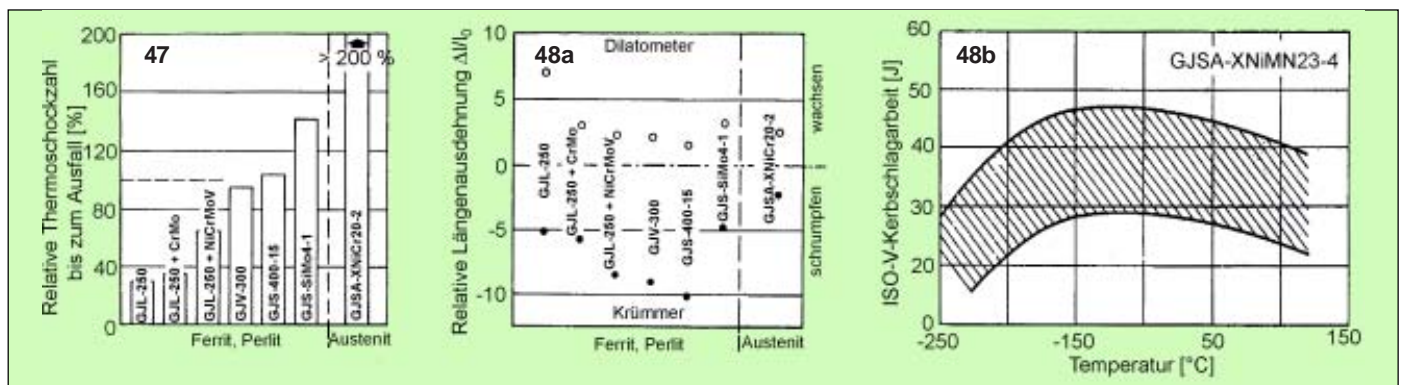 47
Relative Thermoschockzahl
bis zum Ausfall [%]
200
160
120
80
40
0
> 200 %
GJL-250
GJL-250 + CrMo
GJL-250 + NiCrMoV
GJV-300
GJS-400-15
GJS-SiMo4-1
GJSA-XNiCr20-2
Ferrit, Perlit
Austenit
48a
Relative Längenausdehnung Δl/l0
10
5
0
-5
-10
Dilatometer
GJL-250
GJL-250 + CrMo
GJL-250 + NiCrMoV
GJV-300
GJS-400-15
GJS-SiMo4-1
GJSA-XNiCr20-2
Krümmer
wachsen
schrumpfen
Ferrit, Perlit
Austenit
48b
GJSA-XNiMN23-4
ISO-V-Kerbschlagarbeit [J]
60
50
40
30
20
0
-250
-150
50
150
Temperatur [°C]